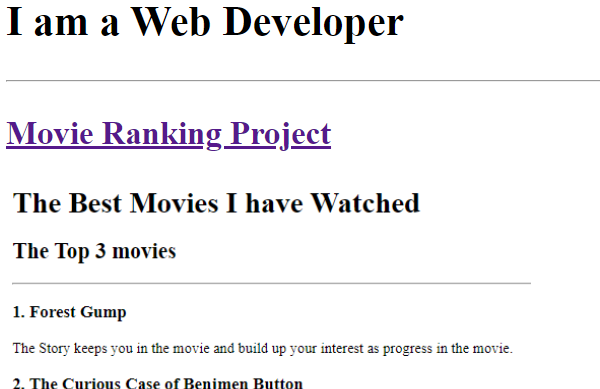 I am a Web Developer
Movie Ranking Project
The Best Movies I have Watched
The Top 3 movies
1. Forest Gump
The Story keeps you in the movie and build up your interest as progress in the movie.
2. The Curious Case of Benjmen Button